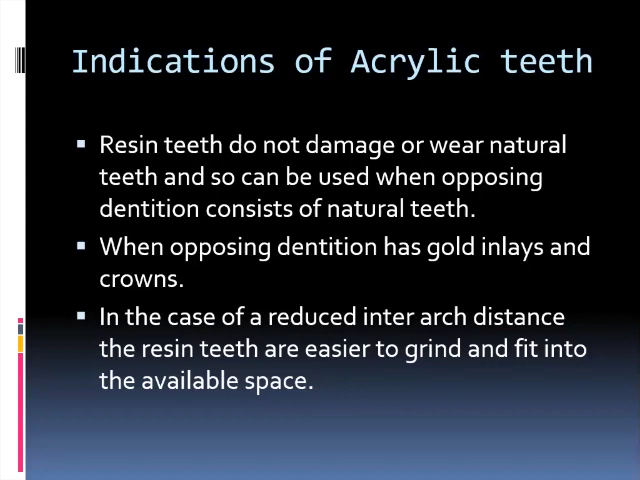 Indications of Acrylic teeth
▪ Resin teeth do not damage or wear natural
teeth and so can be used when opposing
dentition consists of natural teeth.
▪ When opposing dentition has gold inlays and
crowns.
▪ In the case of a reduced inter arch distance
the resin teeth are easier to grind and fit into
the available space.